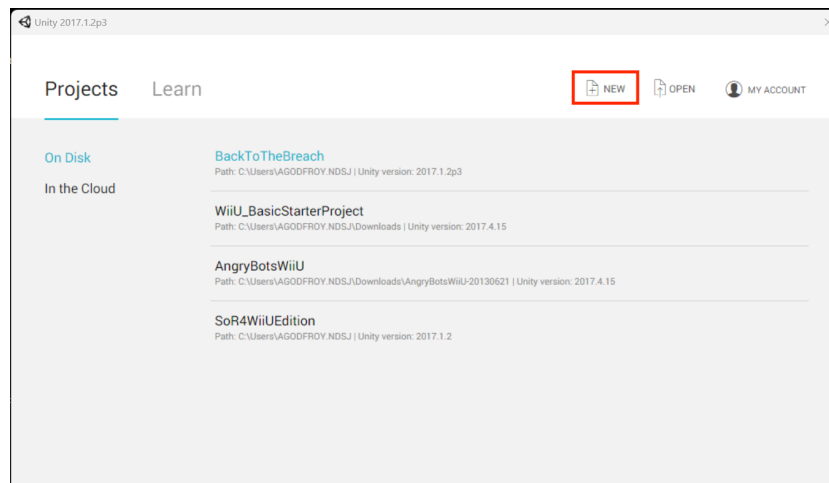 Unity 2017.1.2p3
Projects Learn NEW OPEN MY ACCOUNT
On Disk
In the Cloud
BackToTheBreach
Path: C:\Users\AGODFROY.NDSJ | Unity version: 2017.1.2p3
WiiU_BasicStarterProject
Path: C:\Users\AGODFROY.NDSJ\Downloads | Unity version: 2017.4.15
AngryBotsWiiU
Path: C:\Users\AGODFROY.NDSJ\Downloads\AngryBotsWiiU-20130621 | Unity version: 2017.4.15
SoR4WiiUEdition
Path: C:\Users\AGODFROY.NDSJ | Unity version: 2017.1.2